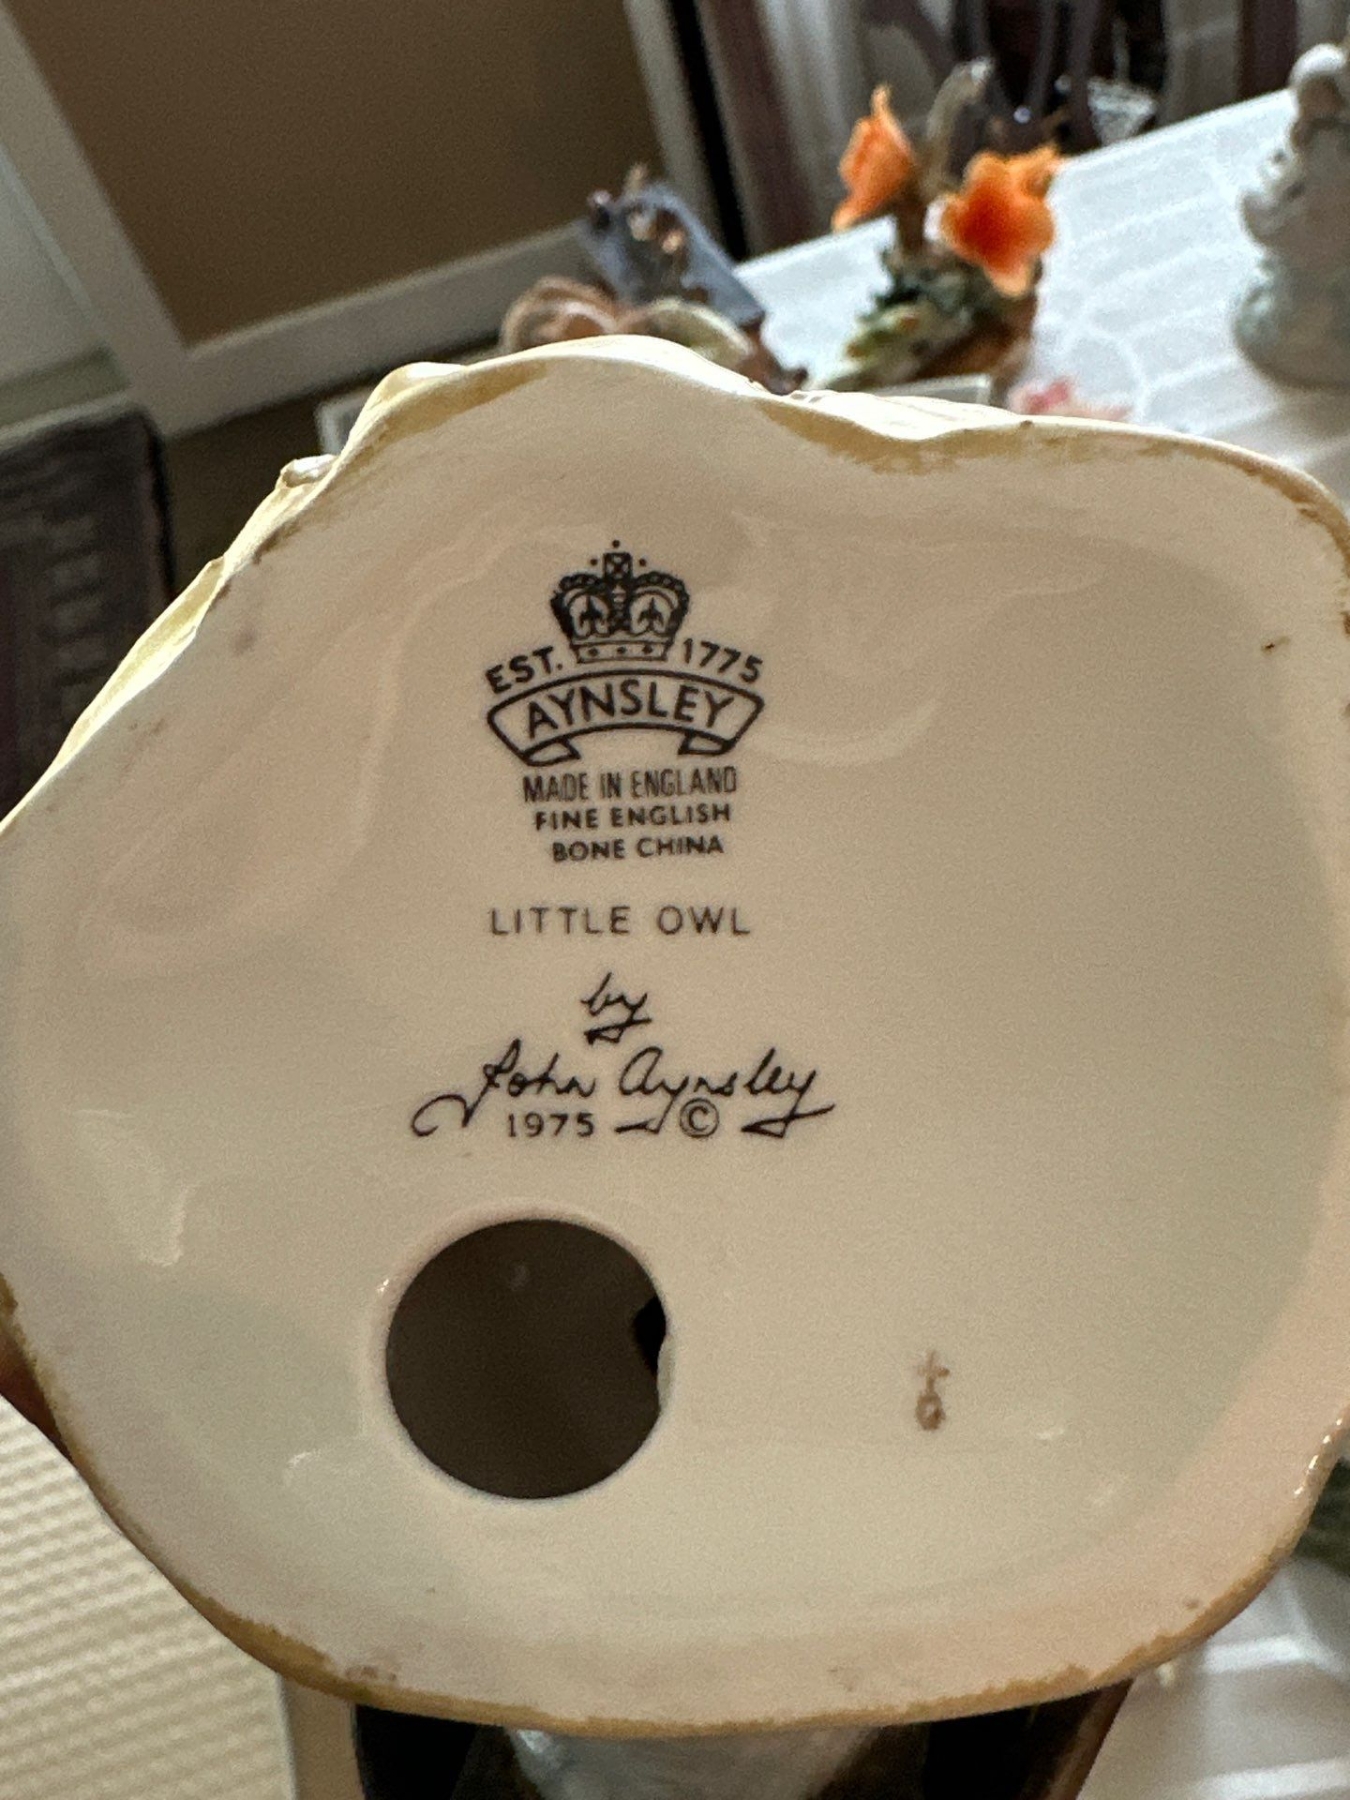 EST. 1775
AYNSLEY
MADE IN ENGLAND
FINE ENGLISH
BONE CHINA
LITTLE OWL
by
John Aynsley
1975 ©